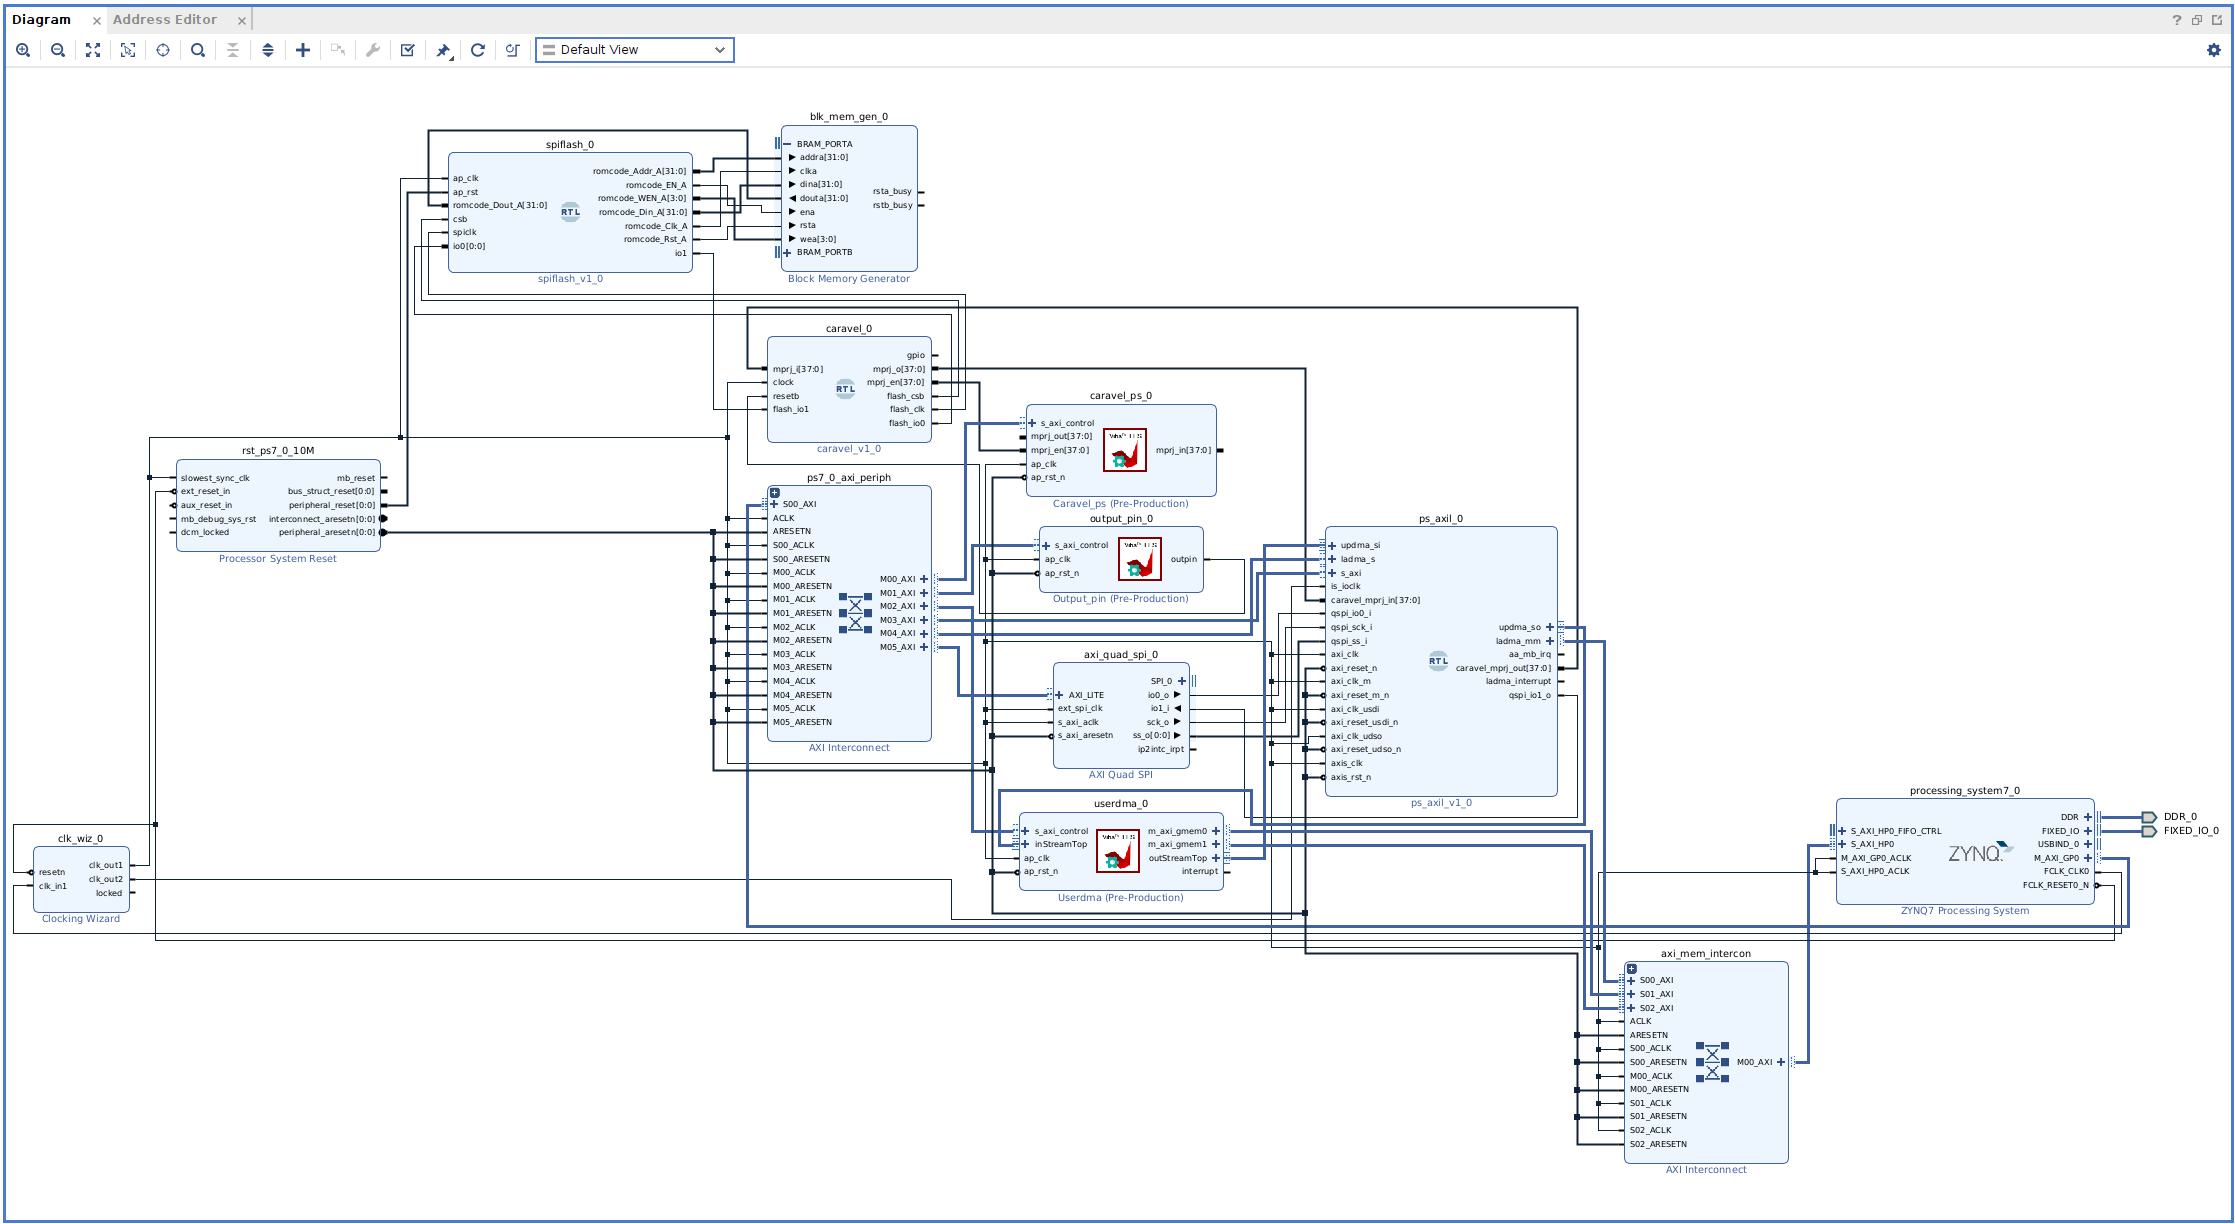 Diagram
Address Editor
Default View
blk_mem_gen_0
BRAM_PORTA
addra[31:0]
clka
dina[31:0]
douta[31:0]
ena
rsta
wea[3:0]
BRAM_PORTB
rsta_busy
rstb_busy
Block Memory Generator
spiflash_0
ap_clk
ap_rst
romcode_Dout_A[31:0]
csb
spiclk
io0[0:0]
RTL
romcode_Addr_A[31:0]
romcode_EN_A
romcode_WEN_A[3:0]
romcode_Din_A[31:0]
romcode_Clk_A
romcode_Rst_A
io1
spiflash_v1_0
caravel_0
mprj_i[37:0]
clock
resetb
flash_io1
RTL
gpio
mprj_o[37:0]
mprj_en[37:0]
flash_csb
flash_clk
flash_io0
caravel_v1_0
caravel_ps_0
s_axi_control
mprj_out[37:0]
mprj_en[37:0]
ap_clk
ap_rst_n
mprj_in[37:0]
Caravel_ps (Pre-Production)
rst_ps7_0_10M
slowest_sync_clk
ext_reset_in
aux_reset_in
mb_debug_sys_rst
dcm_locked
mb_reset
bus_struct_reset[0:0]
peripheral_reset[0:0]
interconnect_aresetn[0:0]
peripheral_aresetn[0:0]
Processor System Reset
ps7_0_axi_periph
S00_AXI
ACLK
ARESETN
S00_ACLK
S00_ARESETN
M00_ACLK
M00_ARESETN
M01_ACLK
M01_ARESETN
M02_ACLK
M02_ARESETN
M03_ACLK
M03_ARESETN
M04_ACLK
M04_ARESETN
M05_ACLK
M05_ARESETN
M00_AXI
M01_AXI
M02_AXI
M03_AXI
M04_AXI
M05_AXI
AXI Interconnect
output_pin_0
s_axi_control
ap_clk
ap_rst_n
outpin
Output_pin (Pre-Production)
ps_axil_0
updma_si
ladma_s
s_axi
is_ioclk
caravel_mprj_in[37:0]
qspi_io0_i
qspi_sck_i
qspi_ss_i
axi_clk
axi_reset_n
axi_clk_m
axi_reset_m_n
axi_clk_usdi
axi_reset_usdi_n
axi_clk_udso
axi_reset_udso_n
axis_clk
axis_rst_n
RTL
updma_so
ladma_mm
aa_mb_irq
caravel_mprj_out[37:0]
ladma_interrupt
qspi_io1_o
ps_axil_v1_0
axi_quad_spi_0
AXI_LITE
ext_spi_clk
s_axi_aclk
s_axi_aresetn
SPI_0
io0_o
io1_i
sck_o
ss_o[0:0]
ip2intc_irpt
AXI Quad SPI
userdma_0
s_axi_control
inStreamTop
ap_clk
ap_rst_n
m_axi_gmem0
m_axi_gmem1
outStreamTop
interrupt
Userdma (Pre-Production)
clk_wiz_0
resetn
clk_in1
clk_out1
clk_out2
locked
Clocking Wizard
processing_system7_0
S_AXI_HP0_FIFO_CTRL
S_AXI_HP0
M_AXI_GP0_ACLK
S_AXI_HP0_ACLK
ZYNQ
DDR
FIXED_IO
USBIND_0
M_AXI_GP0
FCLK_CLK0
FCLK_RESET0_N
ZYNQ7 Processing System
DDR_0
FIXED_IO_0
axi_mem_intercon
S00_AXI
S01_AXI
S02_AXI
ACLK
ARESETN
S00_ACLK
S00_ARESETN
M00_ACLK
M00_ARESETN
S01_ACLK
S01_ARESETN
S02_ACLK
S02_ARESETN
M00_AXI
AXI Interconnect